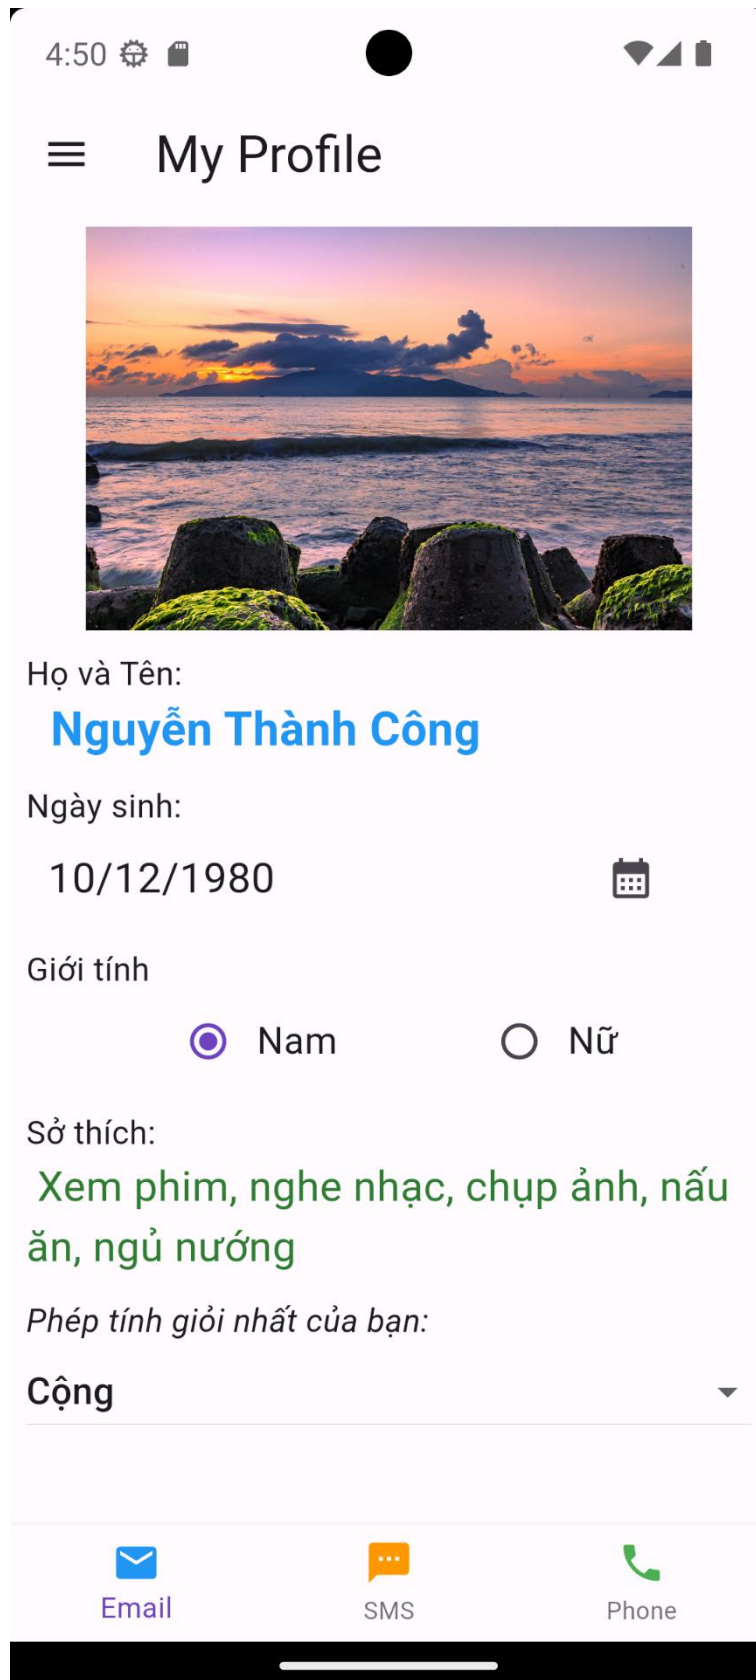 4:50
My Profile
Họ và Tên:
Nguyễn Thành Công
Ngày sinh:
10/12/1980
Giới tính
Nam
Nữ
Sở thích:
Xem phim, nghe nhạc, chụp ảnh, nấu
ăn, ngủ nướng
Phép tính giỏi nhất của bạn:
Cộng
Email
SMS
Phone